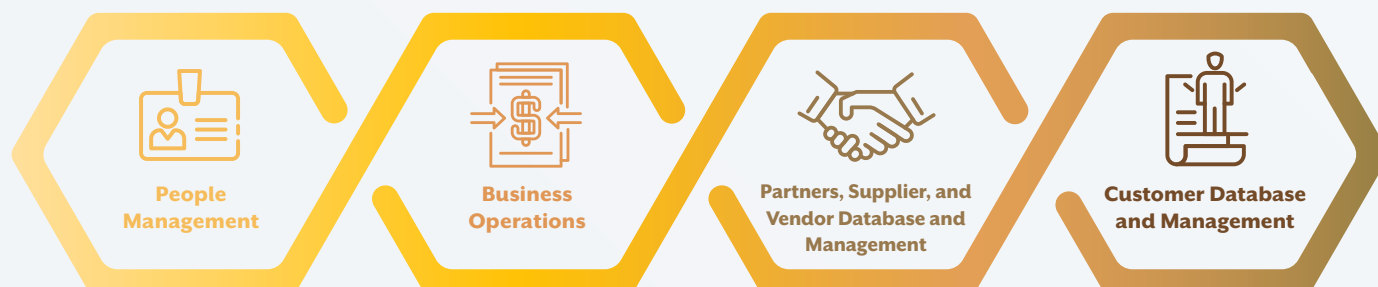 People
Management
Business
Operations
Partners, Supplier, and
Vendor Database and
Management
Customer Database
and Management